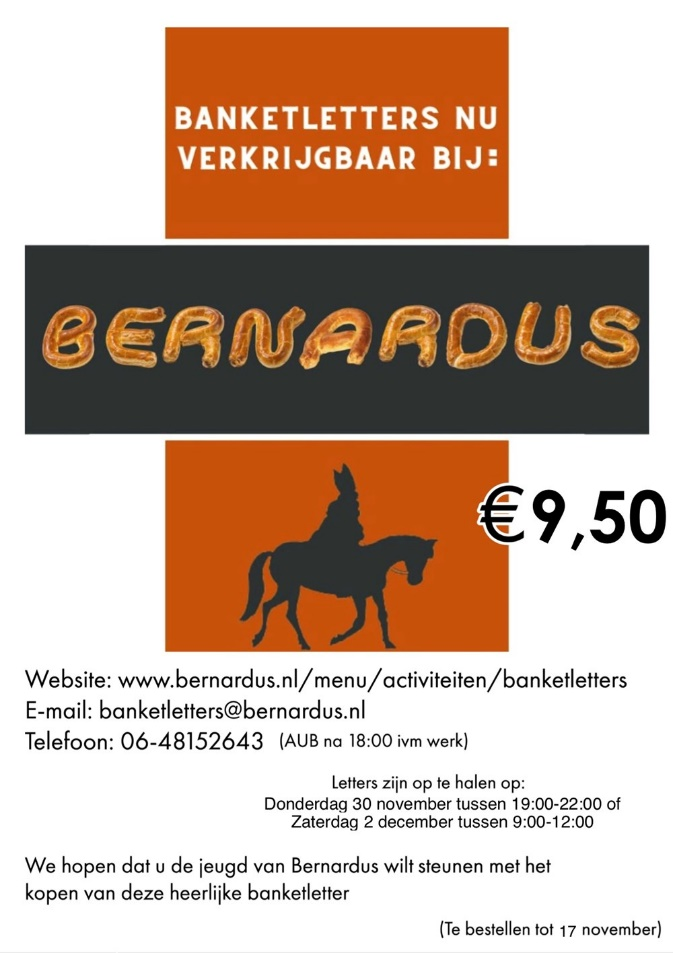 BANKETLETTERS NU
VERKRIJGBAAR BIJ:
BERNARDUS
€9,50
Website: www.bernardus.nl/menu/activiteiten/banketletters
E-mail: banketletters@bernardus.nl
Telefoon: 06-48152643 (AUB na 18:00 ivm werk)
Letters zijn op te halen op:
Donderdag 30 november tussen 19:00-22:00 of
Zaterdag 2 december tussen 9:00-12:00
We hopen dat u de jeugd van Bernardus wilt steunen met het
kopen van deze heerlijke banketletter
(Te bestellen tot 17 november)